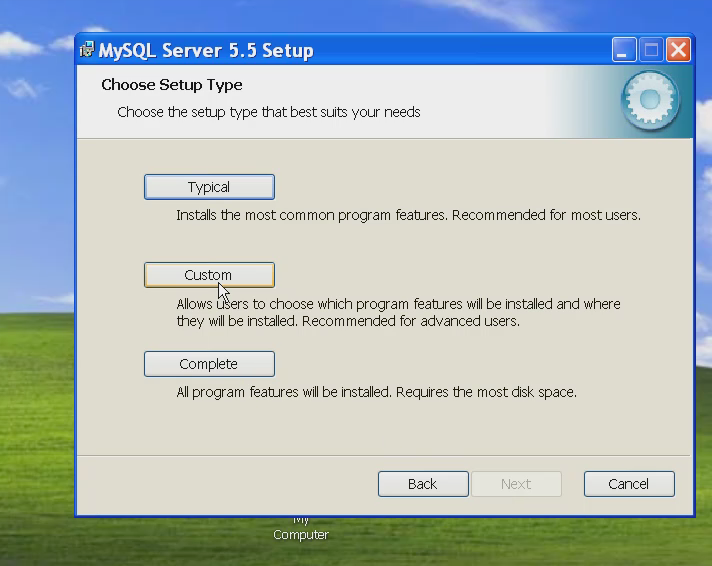 MySQL Server 5.5 Setup
Choose Setup Type
Choose the setup type that best suits your needs
Typical
Installs the most common program features. Recommended for most users.
Custom
Allows users to choose which program features will be installed and where
they will be installed. Recommended for advanced users.
Complete
All program features will be installed. Requires the most disk space.
Back Next Cancel
My
Computer